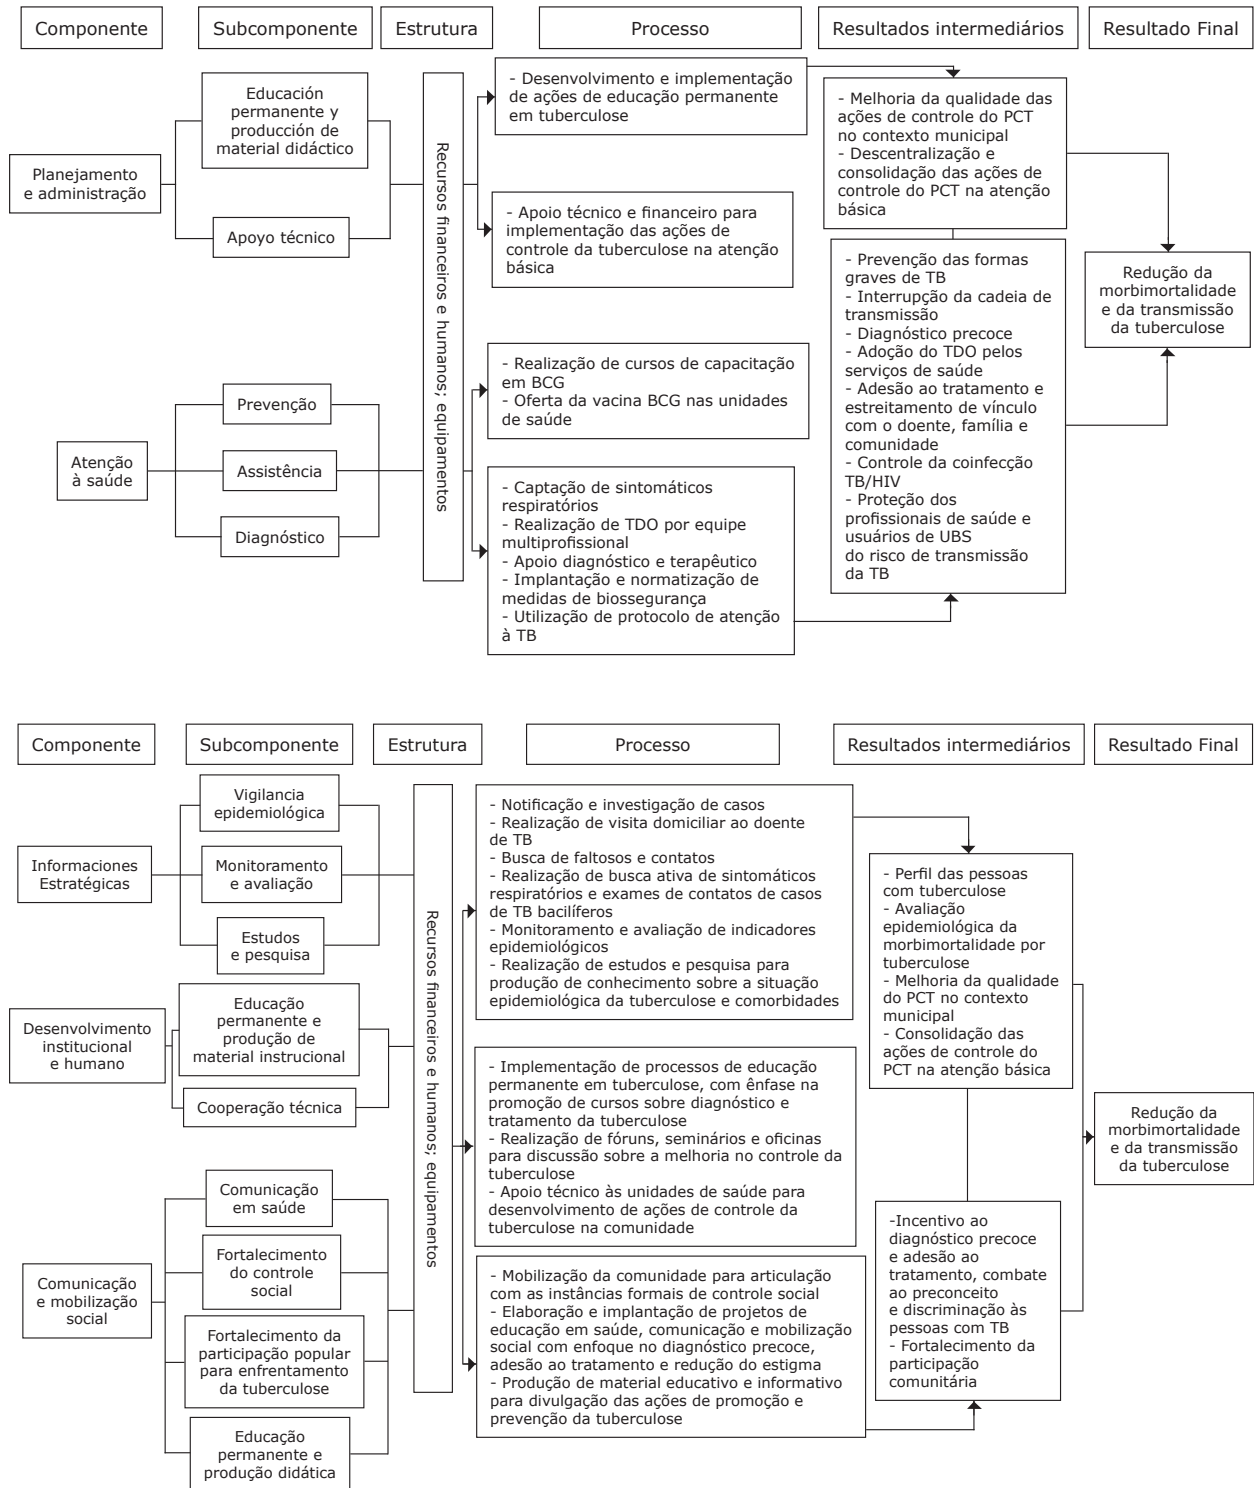 Componente
Subcomponente
Estrutura
Processo
Resultados intermediários
Resultado Final
Planejamento
e administração
Educación
permanente y
producción de
material didáctico
Apoyo técnico
Recursos financeiros e humanos; equipamentos
- Desenvolvimento e implementação
de ações de educação permanente
em tuberculose
- Apoio técnico e financeiro para
implementação das ações de
controle da tuberculose na atenção
básica
- Melhoria da qualidade das
ações de controle do PCT
no contexto municipal
- Descentralização e
consolidação das ações de
controle do PCT na atenção
básica
Atenção
à saúde
Prevenção
Assistência
Diagnóstico
- Realização de cursos de capacitação
em BCG
- Oferta da vacina BCG nas unidades
de saúde
- Captação de sintomáticos
respiratórios
- Realização de TDO por equipe
multiprofissional
- Apoio diagnóstico e terapêutico
- Implantação e normatização de
medidas de biossegurança
- Utilização de protocolo de atenção
à TB
- Prevenção das formas
graves de TB
- Interrupção da cadeia de
transmissão
- Diagnóstico precoce
- Adoção do TDO pelos
serviços de saúde
- Adesão ao tratamento e
estreitamento de vínculo
com o doente, família e
comunidade
- Controle da coinfecção
TB/HIV
- Proteção dos
profissionais de saúde e
usuários de UBS
do risco de transmissão
da TB
Redução da
morbimortalidade
e da transmissão
da tuberculose
Componente
Subcomponente
Estrutura
Processo
Resultados intermediários
Resultado Final
Informaciones
Estratégicas
Vigilancia
epidemiológica
Monitoramento
e avaliação
Estudos
e pesquisa
Desenvolvimento
institucional
e humano
Educação
permanente e
produção de
material instrucional
Cooperação técnica
Comunicação
e mobilização
social
Comunicação
em saúde
Fortalecimento
do controle
social
Fortalecimento da
participação popular
para enfrentamento
da tuberculose
Educação
permanente e
produção didática
Recursos financeiros e humanos; equipamentos
- Notificação e investigação de casos
- Realização de visita domiciliar ao doente
de TB
- Busca de faltosos e contatos
- Realização de busca ativa de sintomáticos
respiratórios e exames de contatos de casos
de TB bacilíferos
- Monitoramento e avaliação de indicadores
epidemiológicos
- Realização de estudos e pesquisa para
produção de conhecimento sobre a situação
epidemiológica da tuberculose e comorbidades
- Implementação de processos de educação
permanente em tuberculose, com ênfase na
promoção de cursos sobre diagnóstico e
tratamento da tuberculose
- Realização de fóruns, seminários e oficinas
para discussão sobre a melhoria no controle da
tuberculose
- Apoio técnico às unidades de saúde para
desenvolvimento de ações de controle da
tuberculose na comunidade
- Mobilização da comunidade para articulação
com as instâncias formais de controle social
- Elaboração e implantação de projetos de
educação em saúde, comunicação e mobilização
social com enfoque no diagnóstico precoce,
adesão ao tratamento e redução do estigma
- Produção de material educativo e informativo
para divulgação das ações de promoção e
prevenção da tuberculose
- Perfil das pessoas
com tuberculose
- Avaliação
epidemiológica da
morbimortalidade por
tuberculose
- Melhoria da qualidade
do PCT no contexto
municipal
- Consolidação das
ações de controle do
PCT na atenção básica
-Incentivo ao
diagnóstico precoce
e adesão ao
tratamento, combate
ao preconceito
e discriminação às
pessoas com TB
- Fortalecimento da
participação
comunitária
Redução da
morbimortalidade
e da transmissão
da tuberculose